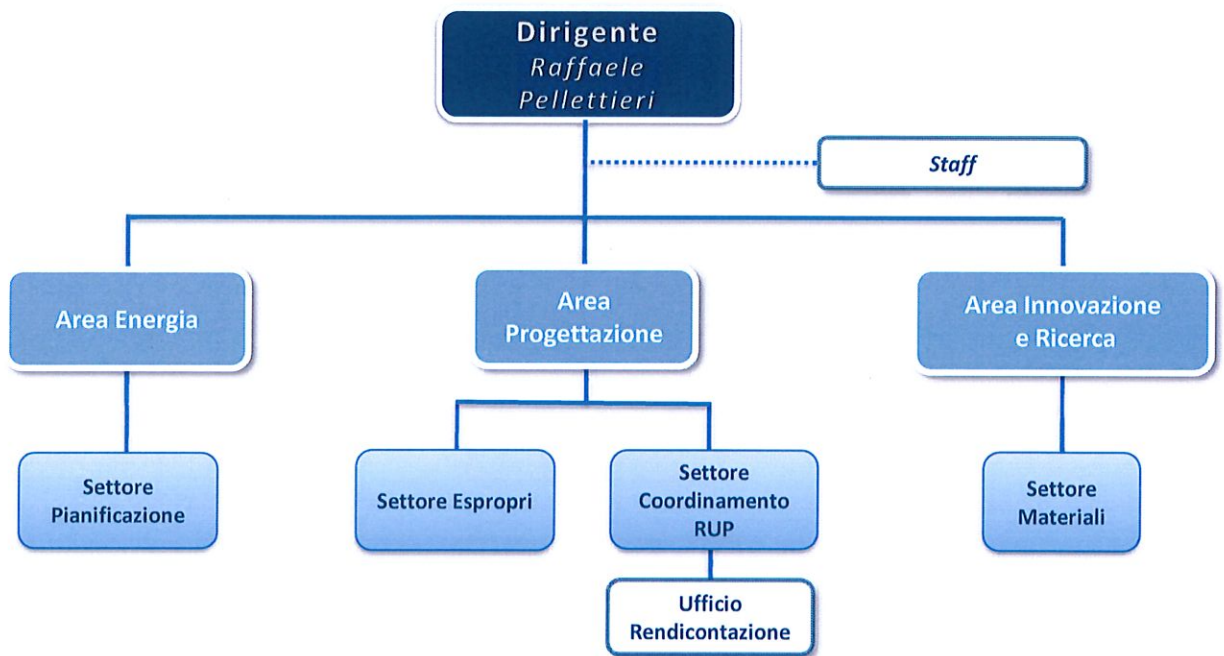 Dirigente
Raffaele
Pellettieri
Staff
Area Energia
Area
Progettazione
Area Innovazione
e Ricerca
Settore
Pianificazione
Settore Espropri
Settore
Coordinamento
RUP
Settore
Materiali
Ufficio
Rendicontazione